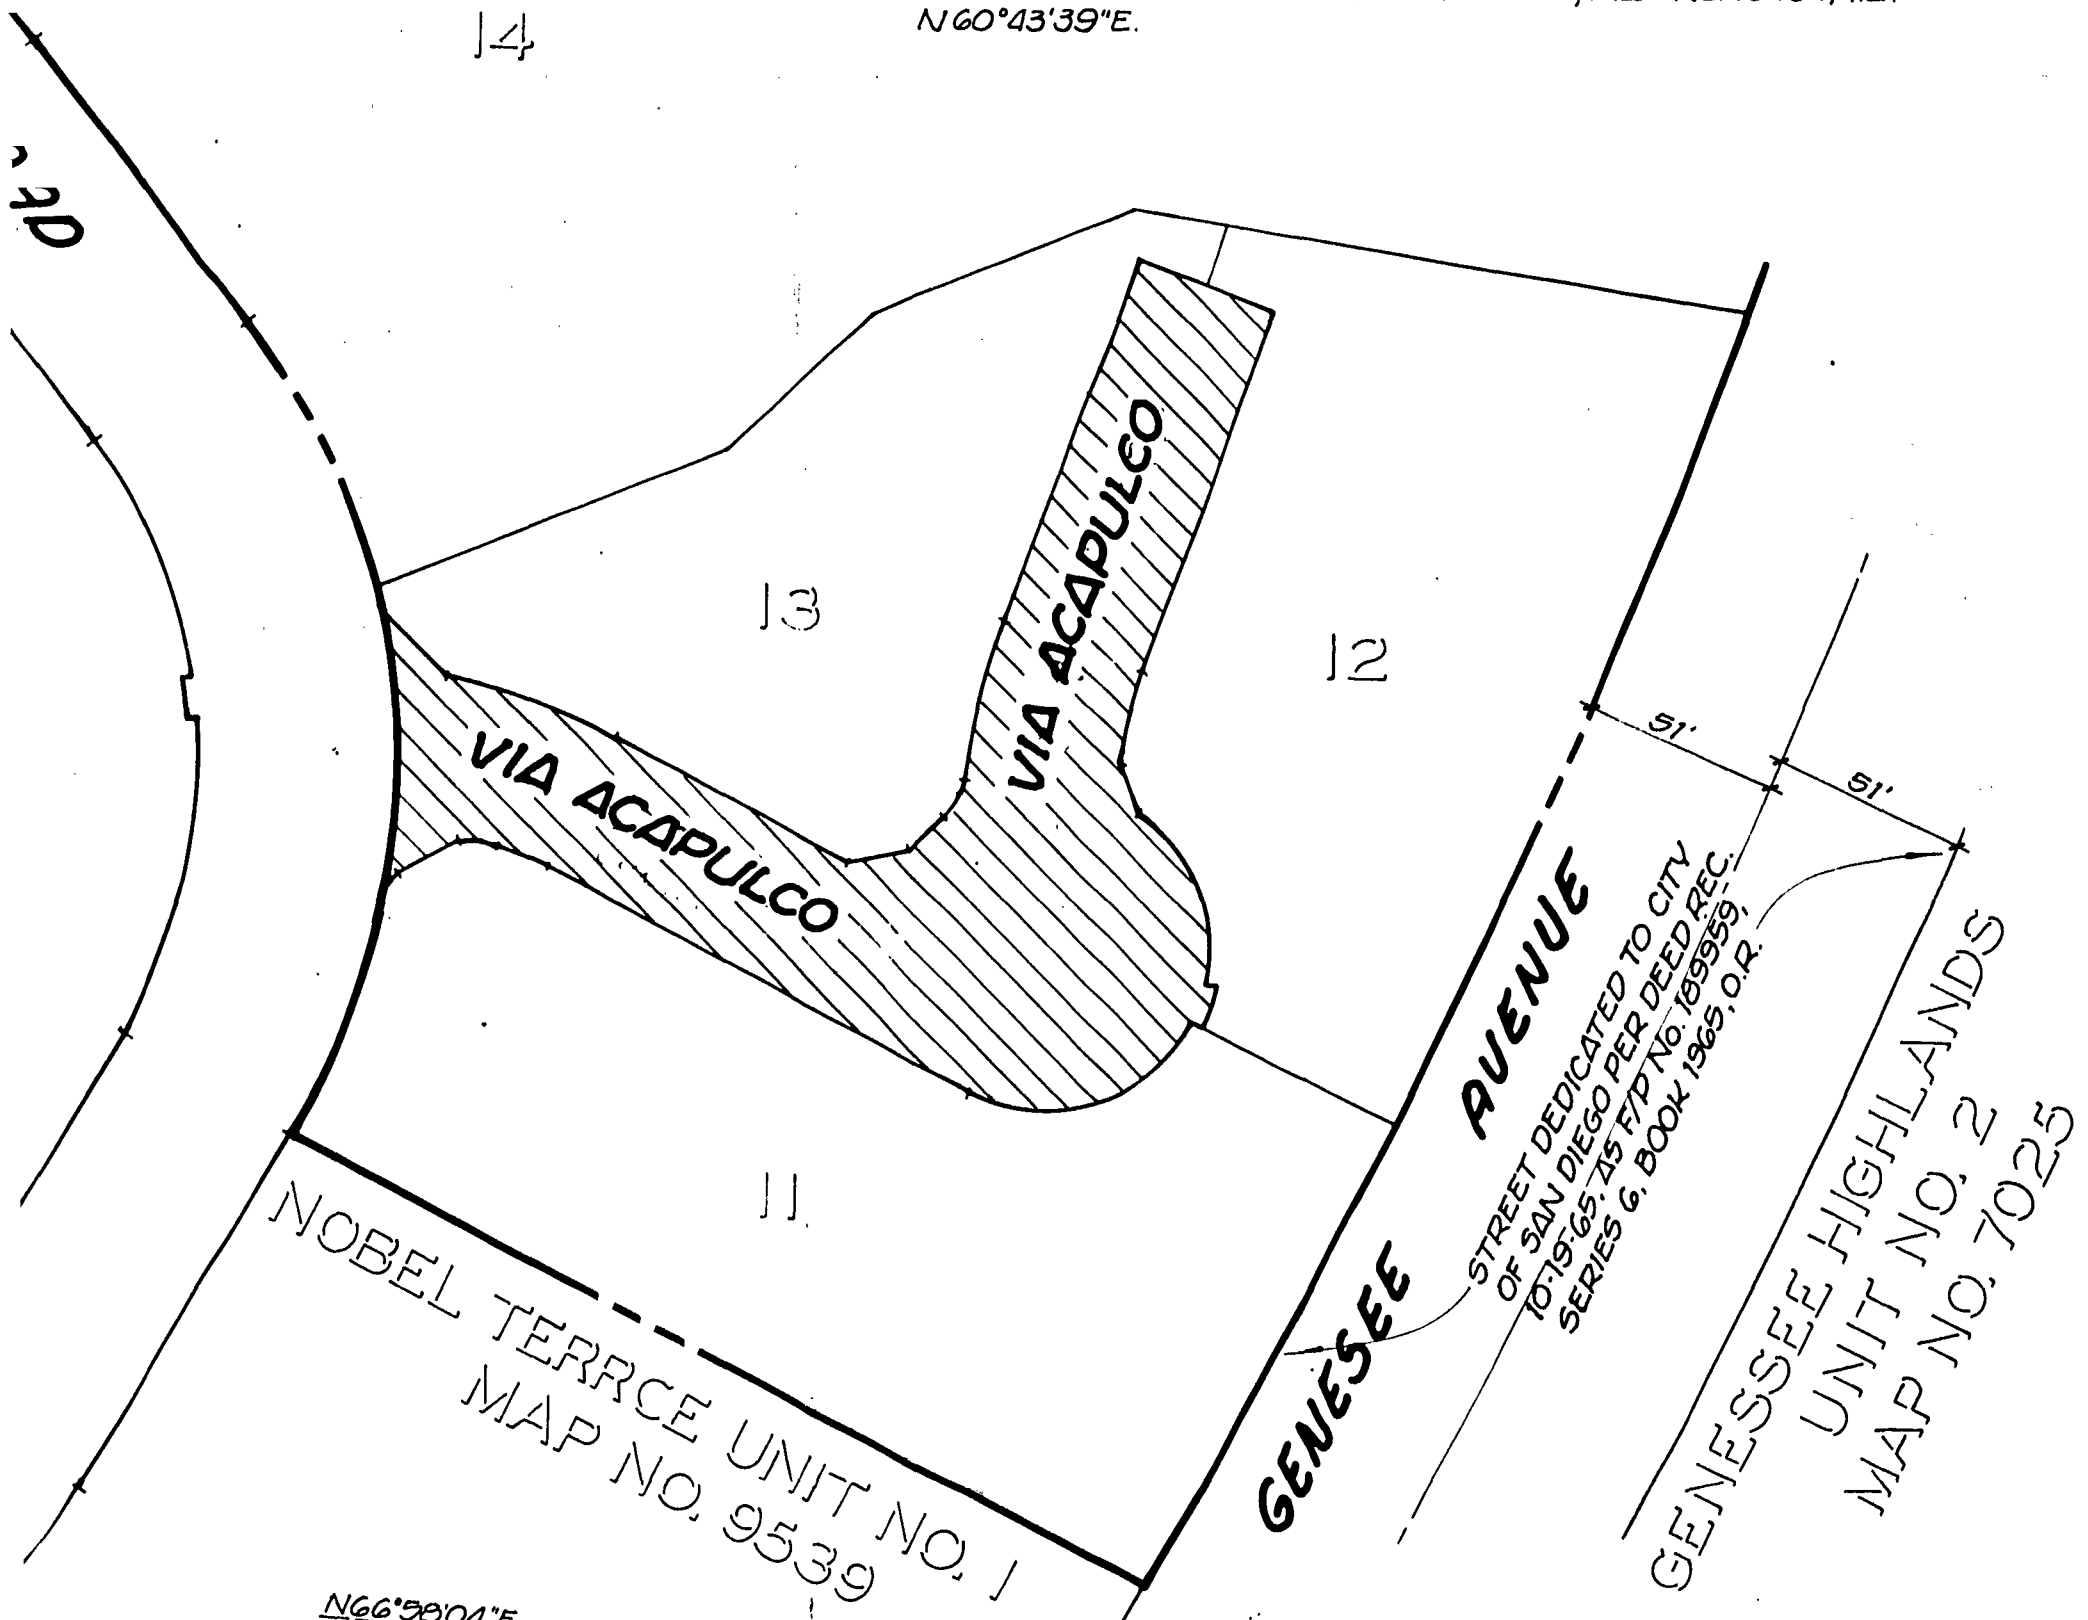 14
N60°43'39"E.
13
12
VIA ACAPULCO
VIA ACAPULCO
51'
51'
GENESEE AVENUE
STREET DEDICATED TO CITY
OF SAN DIEGO PER DEED REC.
10-19-65, AS F/P No. 189959,
SERIES 6, BOOK 1965, O.R.
GENESSEE HIGHLANDS
UNIT NO. 2
MAP NO. 7025
11
NOBEL TERRCE UNIT NO. 1
MAP NO. 9539